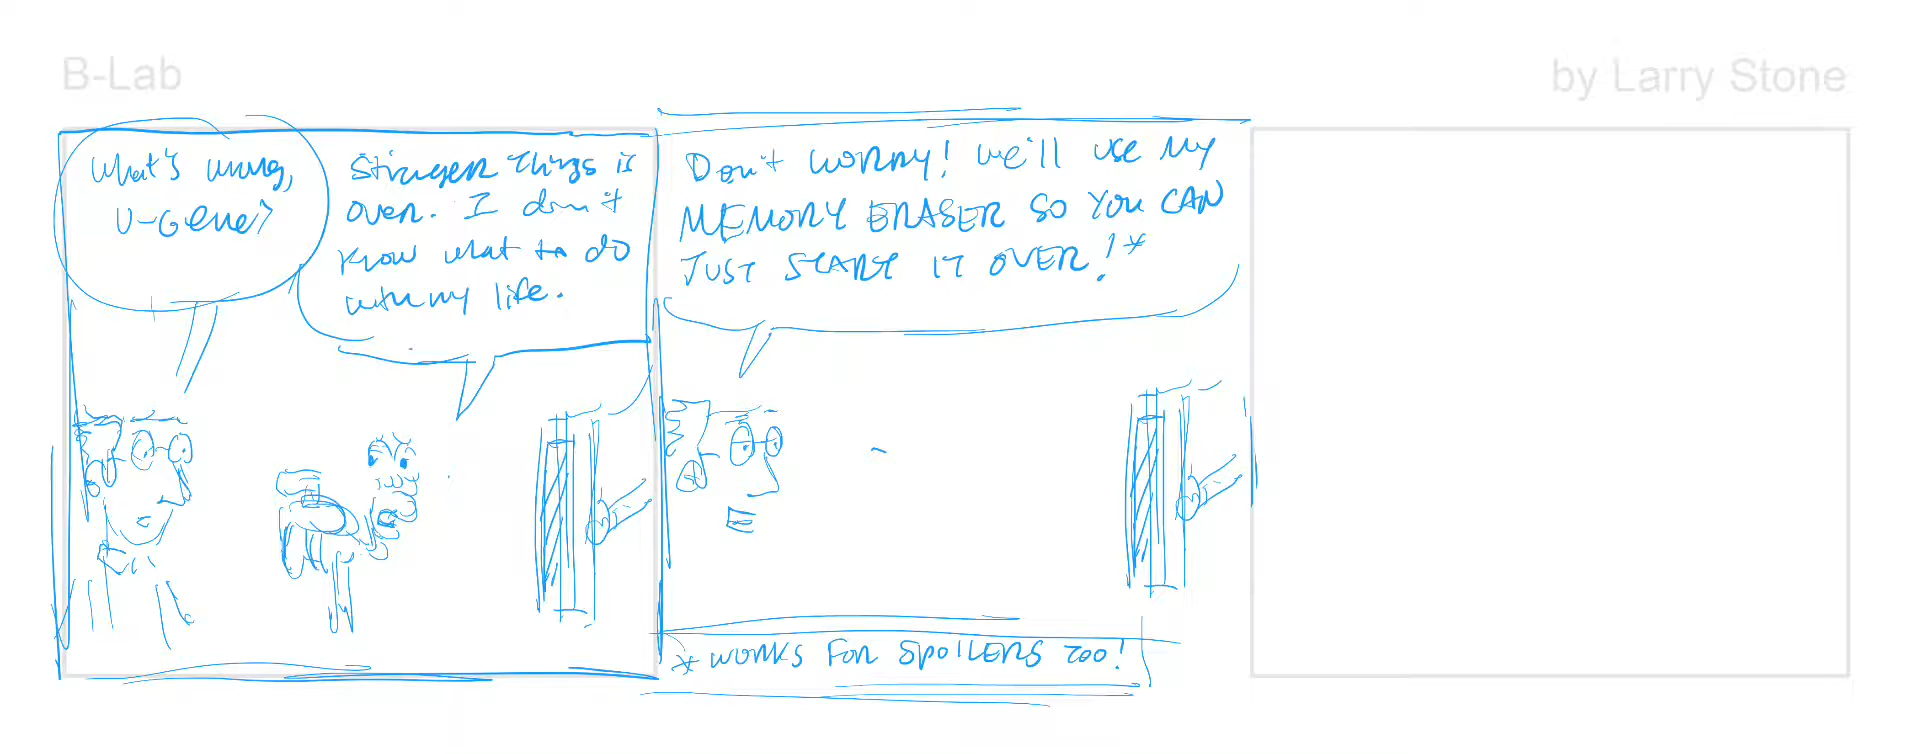 B-Lab
by Larry Stone
What's wrong,
U-Gene?
Stranger Things is
over. I don't
know what to do
with my life.
Don't worry! we'll use my
MEMORY ERASER SO YOU CAN
JUST START IT OVER!*
* WORKS FOR SPOILERS TOO!